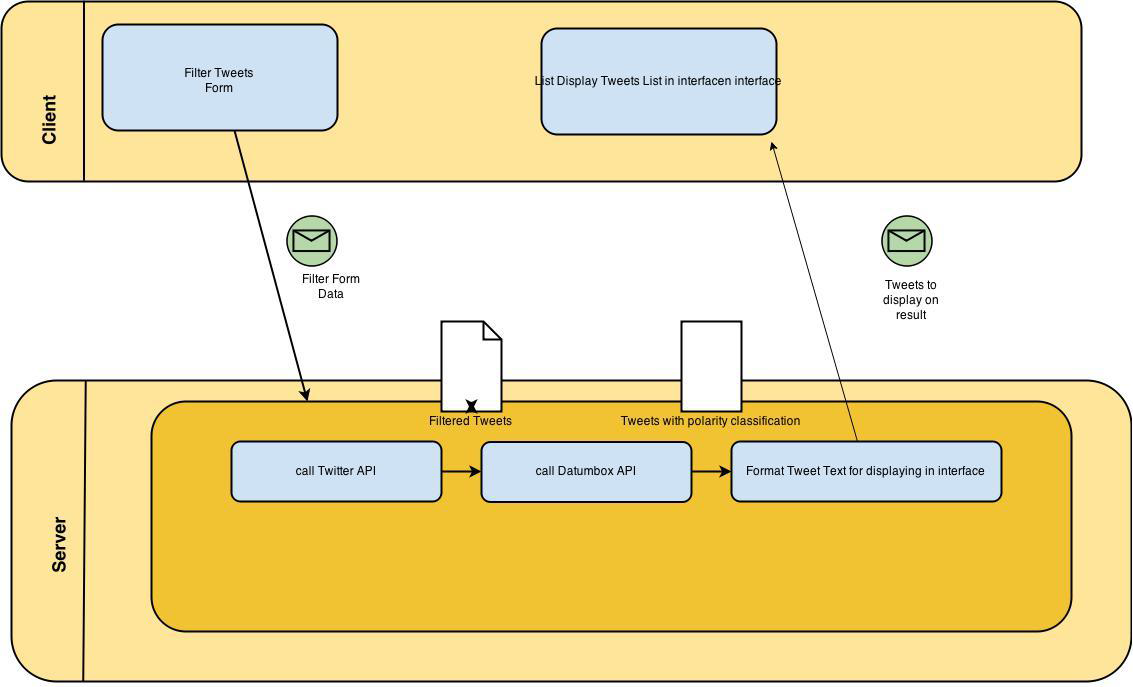 Client
Filter Tweets
Form
List Display Tweets List in interfacen interface
Filter Form
Data
Tweets to
display on
result
Filtered Tweets
Tweets with polarity classification
Server
call Twitter API
call Datumbox API
Format Tweet Text for displaying in interface